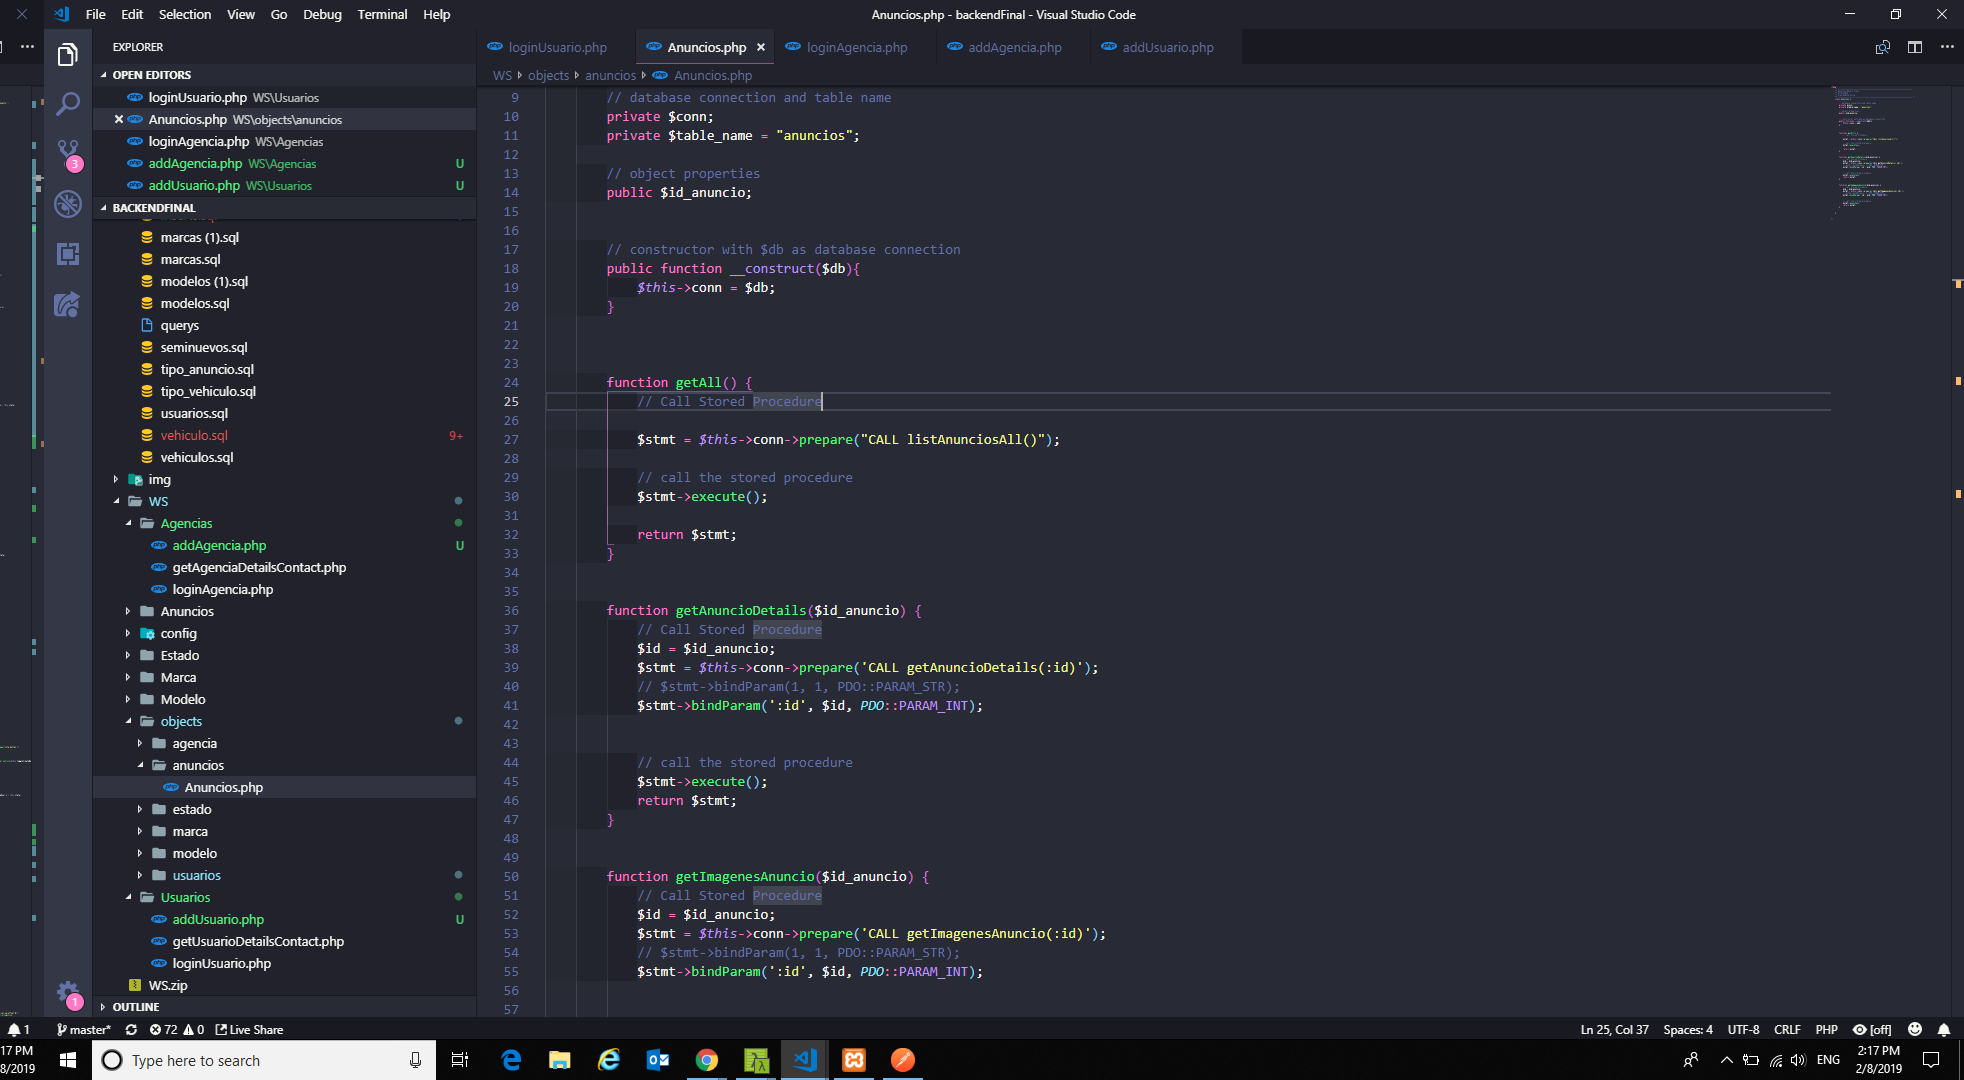 File Edit Selection View Go Debug Terminal Help
Anuncios.php - backendFinal - Visual Studio Code
EXPLORER
OPEN EDITORS
loginUsuario.php WS\Usuarios
Anuncios.php WS\objects\anuncios
loginAgencia.php WS\Agencias
addAgencia.php WS\Agencias U
addUsuario.php WS\Usuarios U
BACKENDFINAL
marcas (1).sql
marcas.sql
modelos (1).sql
modelos.sql
querys
seminuevos.sql
tipo_anuncio.sql
tipo_vehiculo.sql
usuarios.sql
vehiculo.sql 9+
vehiculos.sql
img
WS
Agencias
addAgencia.php U
getAgenciaDetailsContact.php
loginAgencia.php
Anuncios
config
Estado
Marca
Modelo
objects
agencia
anuncios
Anuncios.php
estado
marca
modelo
usuarios
Usuarios
addUsuario.php U
getUsuarioDetailsContact.php
loginUsuario.php
WS.zip
OUTLINE
3
1
loginUsuario.php Anuncios.php loginAgencia.php addAgencia.php addUsuario.php
WS objects anuncios Anuncios.php
9 // database connection and table name
10 private $conn;
11 private $table_name = "anuncios";
12
13 // object properties
14 public $id_anuncio;
15
16
17 // constructor with $db as database connection
18 public function __construct($db){
19 $this->conn = $db;
20 }
21
22
23
24 function getAll() {
25 // Call Stored Procedure
26
27 $stmt = $this->conn->prepare("CALL listAnunciosAll()");
28
29 // call the stored procedure
30 $stmt->execute();
31
32 return $stmt;
33 }
34
35
36 function getAnuncioDetails($id_anuncio) {
37 // Call Stored Procedure
38 $id = $id_anuncio;
39 $stmt = $this->conn->prepare('CALL getAnuncioDetails(:id)');
40 // $stmt->bindParam(1, 1, PDO::PARAM_STR);
41 $stmt->bindParam(':id', $id, PDO::PARAM_INT);
42
43
44 // call the stored procedure
45 $stmt->execute();
46 return $stmt;
47 }
48
49
50 function getImagenesAnuncio($id_anuncio) {
51 // Call Stored Procedure
52 $id = $id_anuncio;
53 $stmt = $this->conn->prepare('CALL getImagenesAnuncio(:id)');
54 // $stmt->bindParam(1, 1, PDO::PARAM_STR);
55 $stmt->bindParam(':id', $id, PDO::PARAM_INT);
56
57
1 master* 72 0 Live Share
Ln 25, Col 37 Spaces: 4 UTF-8 CRLF PHP [off]
17 PM
8/2019
Type here to search
ENG
2:17 PM
2/8/2019